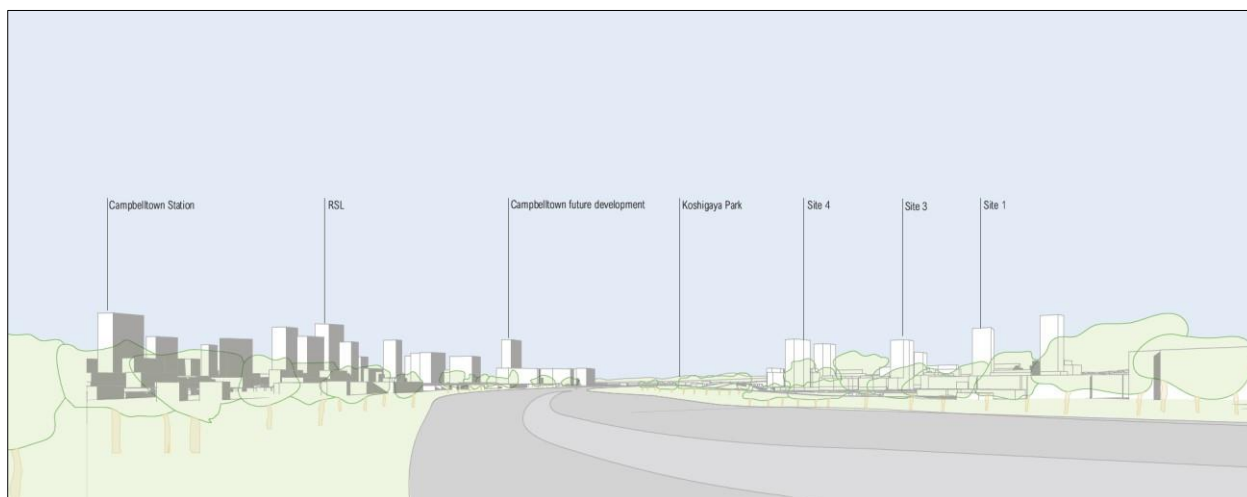 Campbelltown Station
RSL
Campbelltown future development
Koshigaya Park
Site 4
Site 3
Site 1